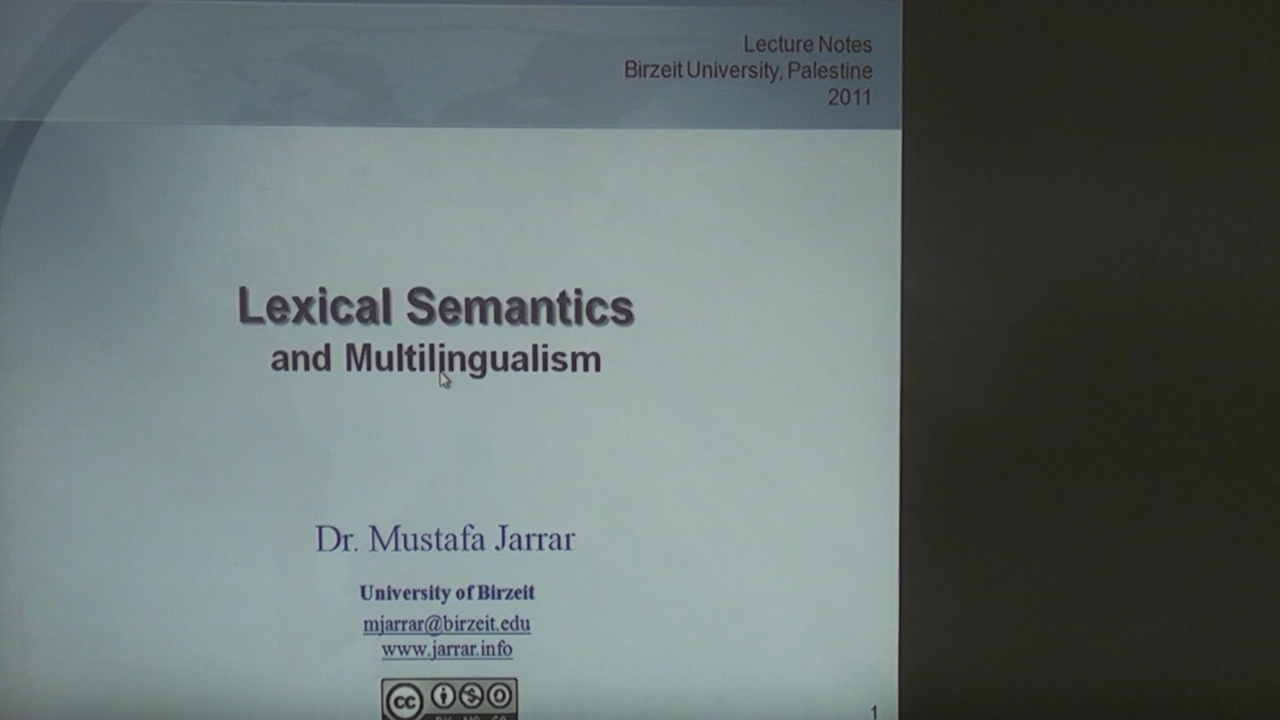 Lecture Notes
Birzeit University, Palestine
2011
Lexical Semantics
and Multilingualism
Dr. Mustafa Jarrar
University of Birzeit
mjarrar@birzeit.edu
www.jarrar.info
cc
1